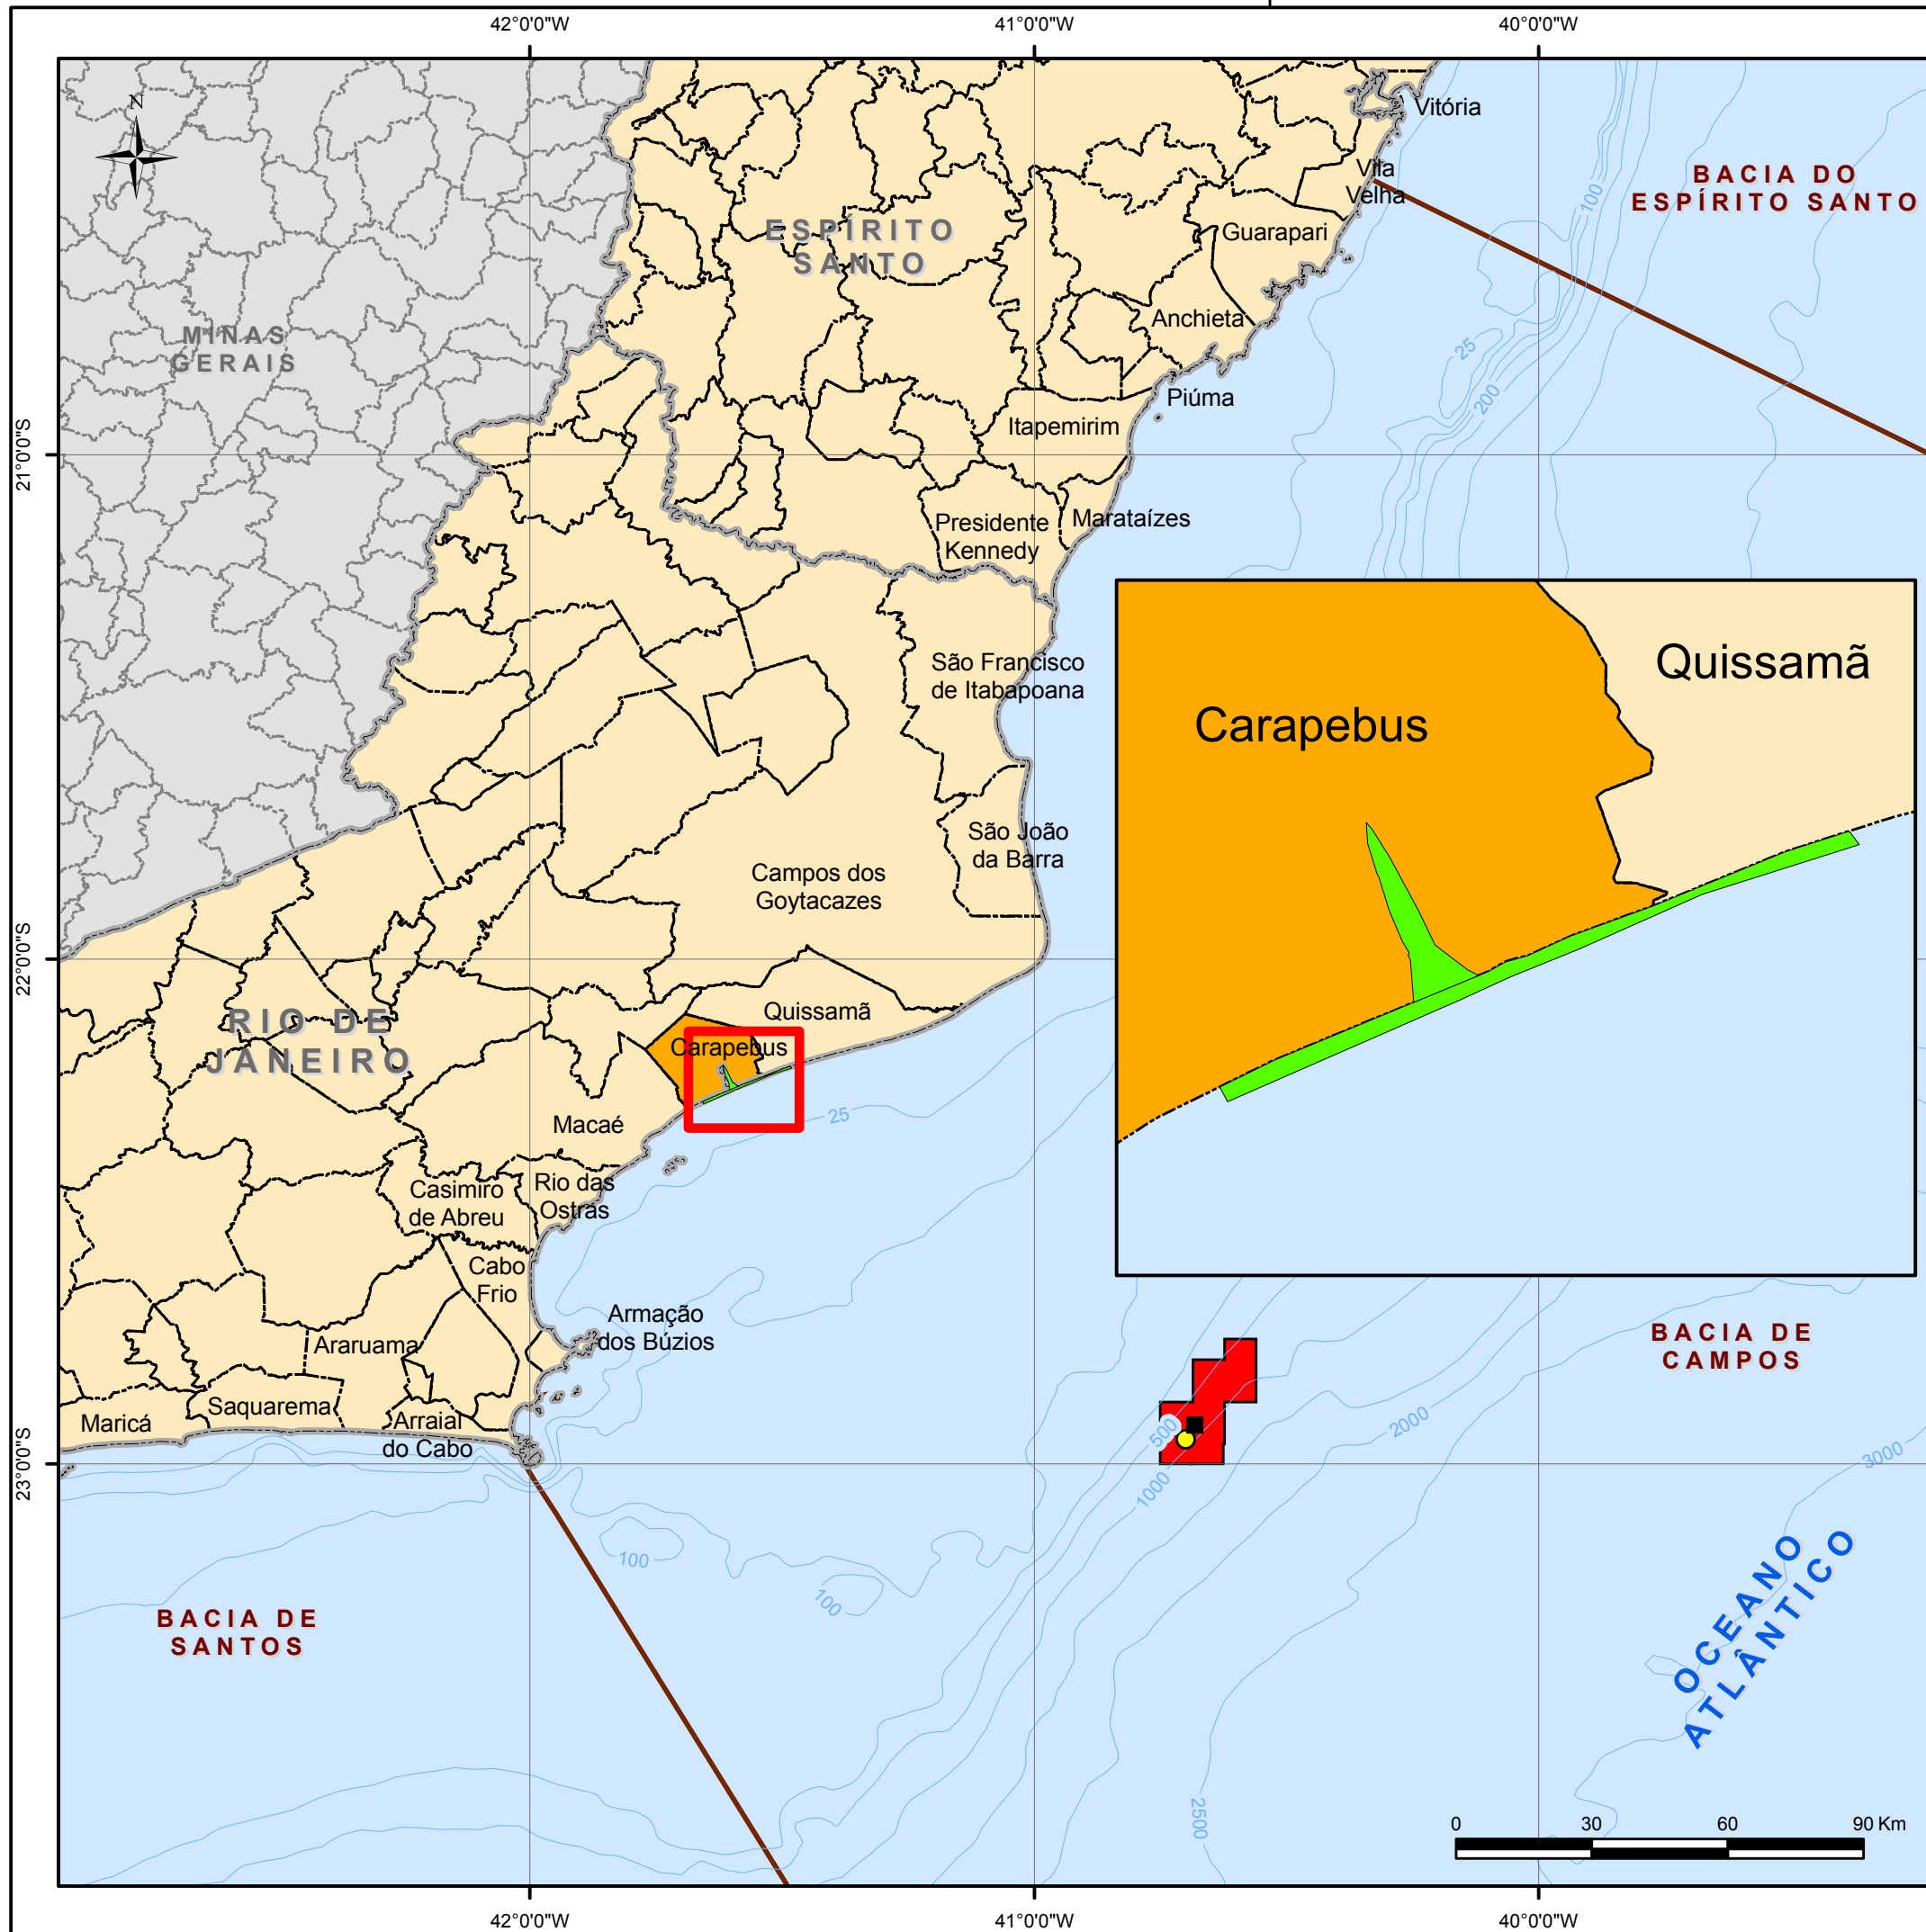 42°0'0"W
41°0'0"W
40°0'0"W
N
Vitória
BACIA DO
ESPÍRITO SANTO
Vila
Velha
100
ESPÍRITO
SANTO
Guarapari
MINAS
GERAIS
Anchieta
25
200
Piúma
Itapemirim
21°0'0"S
Presidente
Kennedy
Marataízes
São Francisco
de Itabapoana
Quissamã
Carapebus
São João
da Barra
Campos dos
Goytacazes
22°0'0"S
Quissamã
RIO DE
JANEIRO
Carapebus
Macaé
25
Casimiro
de Abreu
Rio das
Ostras
Cabo
Frio
Armação
dos Búzios
Araruama
BACIA DE
CAMPOS
Saquarema
Maricá
Arraial
do Cabo
500
1000
2000
3000
23°0'0"S
100
100
BACIA DE
SANTOS
OCEANO
ATLÂNTICO
2500
0 30 60 90 Km
42°0'0"W
41°0'0"W
40°0'0"W